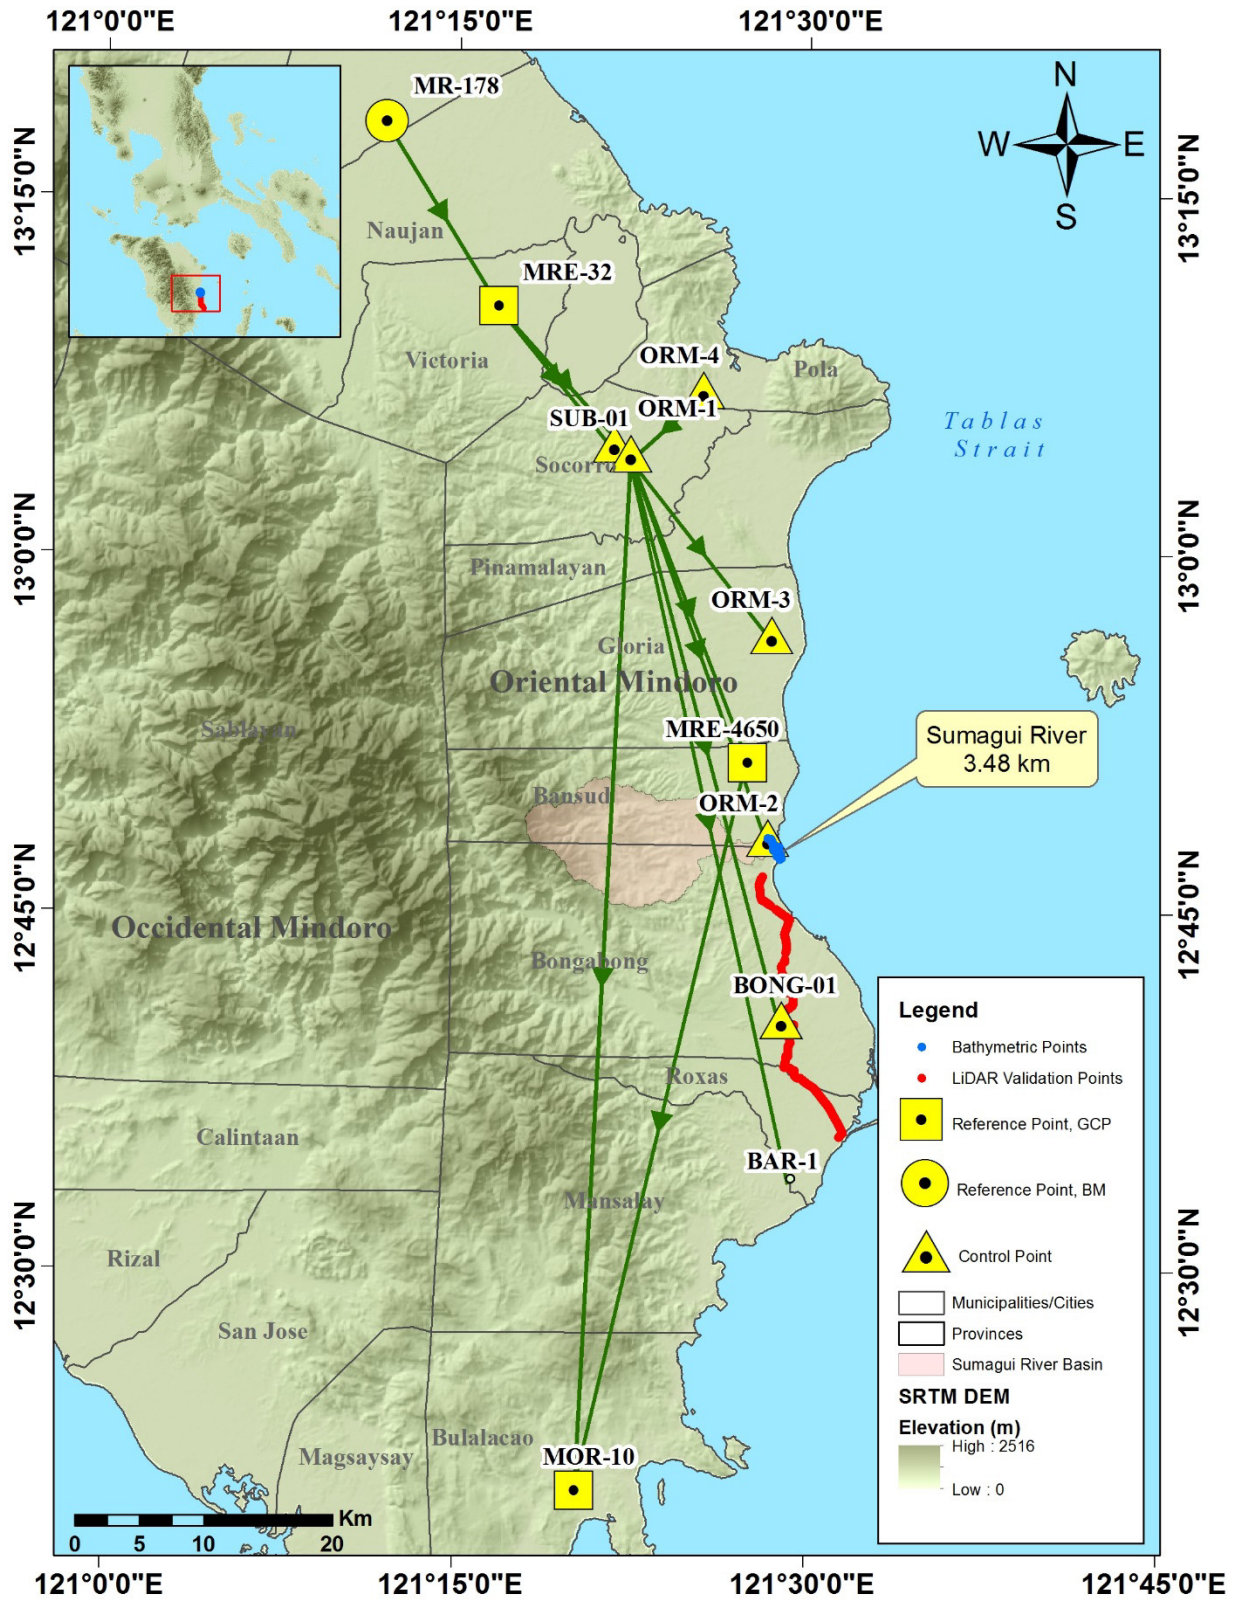 121°0'0"E
121°15'0"E
121°30'0"E
MR-178
N
W
E
S
13°15'0"N
13°15'0"N
Naujan
MRE-32
Victoria
ORM-4
Pola
ORM-1
SUB-01
Tablas
Strait
Socorro
13°0'0"N
13°0'0"N
Pinamalayan
ORM-3
Gloria
Oriental Mindoro
Sablayan
MRE-4650
Sumagui River
3.48 km
Bansud
ORM-2
12°45'0"N
12°45'0"N
Occidental Mindoro
Bongabong
BONG-01
Roxas
Calintaan
BAR-1
Mansalay
Rizal
12°30'0"N
12°30'0"N
San Jose
Bulalacao
Magsaysay
MOR-10
Legend
Bathymetric Points
LiDAR Validation Points
Reference Point, GCP
Reference Point, BM
Control Point
Municipalities/Cities
Provinces
Sumagui River Basin
SRTM DEM
Elevation (m)
High : 2516
Low : 0
Km
0 5 10 20
121°0'0"E
121°15'0"E
121°30'0"E
121°45'0"E